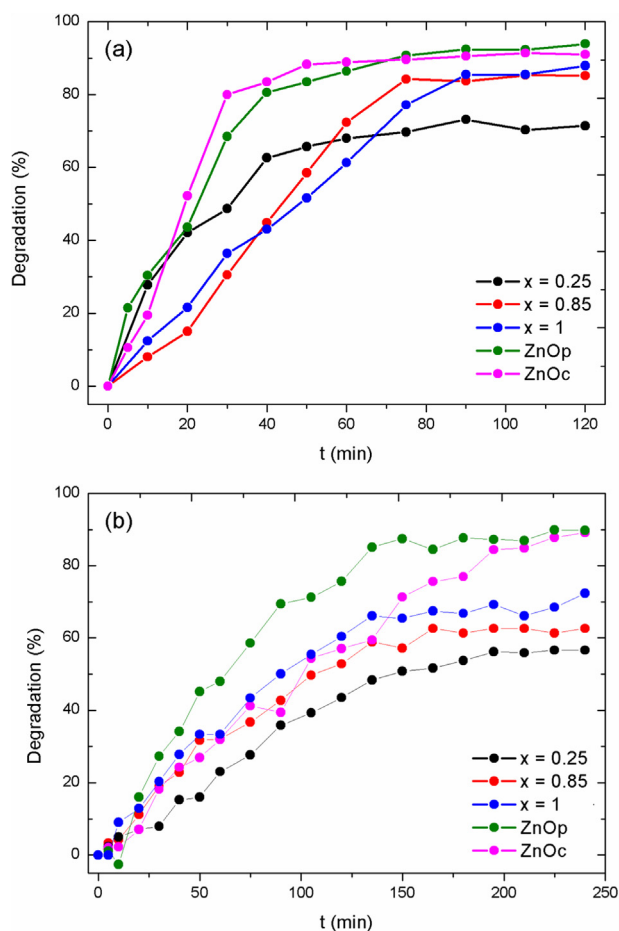 (a)
100
80
60
40
20
0
Degradation (%)
x = 0.25
x = 0.85
x = 1
ZnOp
ZnOc
0 20 40 60 80 100 120
t (min)
(b)
100
80
60
40
20
0
Degradation (%)
x = 0.25
x = 0.85
x = 1
ZnOp
ZnOc
0 50 100 150 200 250
t (min)